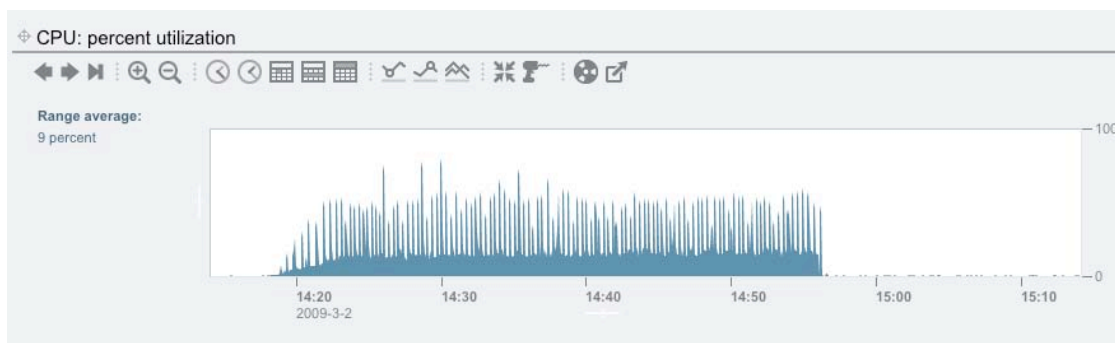 CPU: percent utilization
Range average:
9 percent
100
0
14:20 14:30 14:40 14:50 15:00 15:10
2009-3-2